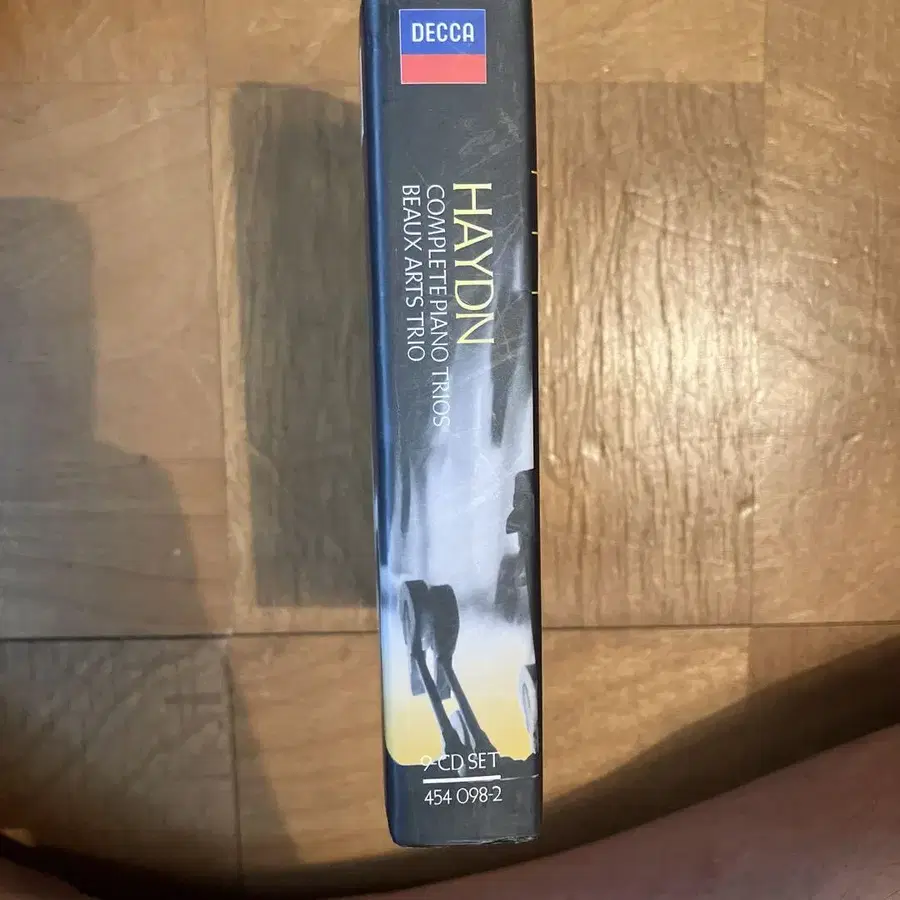 DECCA
HAYDN
COMPLETE PIANO TRIOS
BEAUX ARTS TRIO
9-CD SET
454 098-2